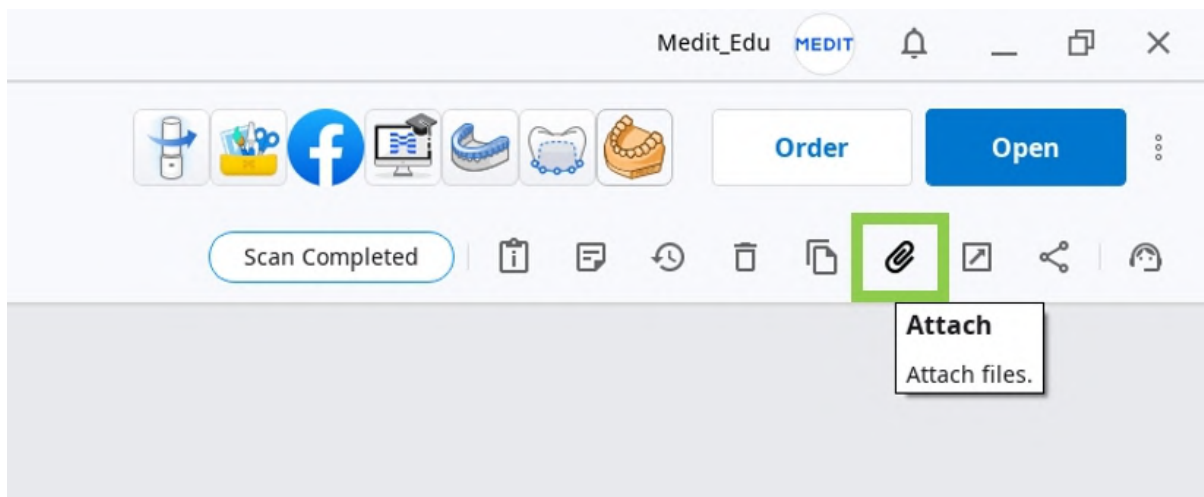 Medit_Edu MEDIT
Order Open
Scan Completed
Attach
Attach files.